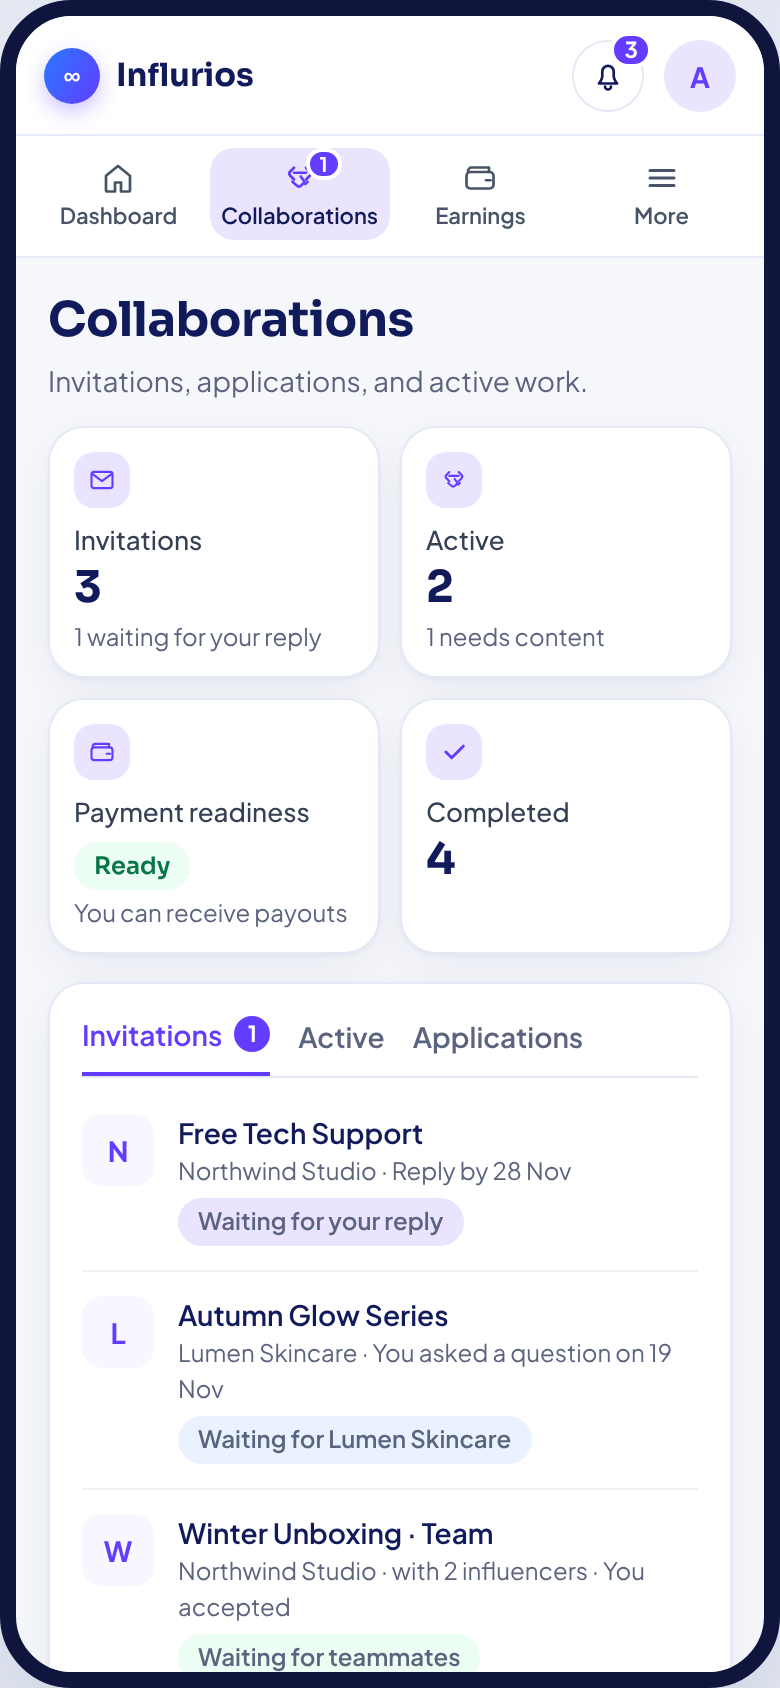 ∞ Influrios 3 A
Dashboard Collaborations 1 Earnings More
Collaborations
Invitations, applications, and active work.
Invitations
3
1 waiting for your reply
Active
2
1 needs content
Payment readiness
Ready
You can receive payouts
Completed
4
Invitations 1 Active Applications
N
Free Tech Support
Northwind Studio · Reply by 28 Nov
Waiting for your reply
L
Autumn Glow Series
Lumen Skincare · You asked a question on 19
Nov
Waiting for Lumen Skincare
W
Winter Unboxing · Team
Northwind Studio · with 2 influencers · You
accepted
Waiting for teammates